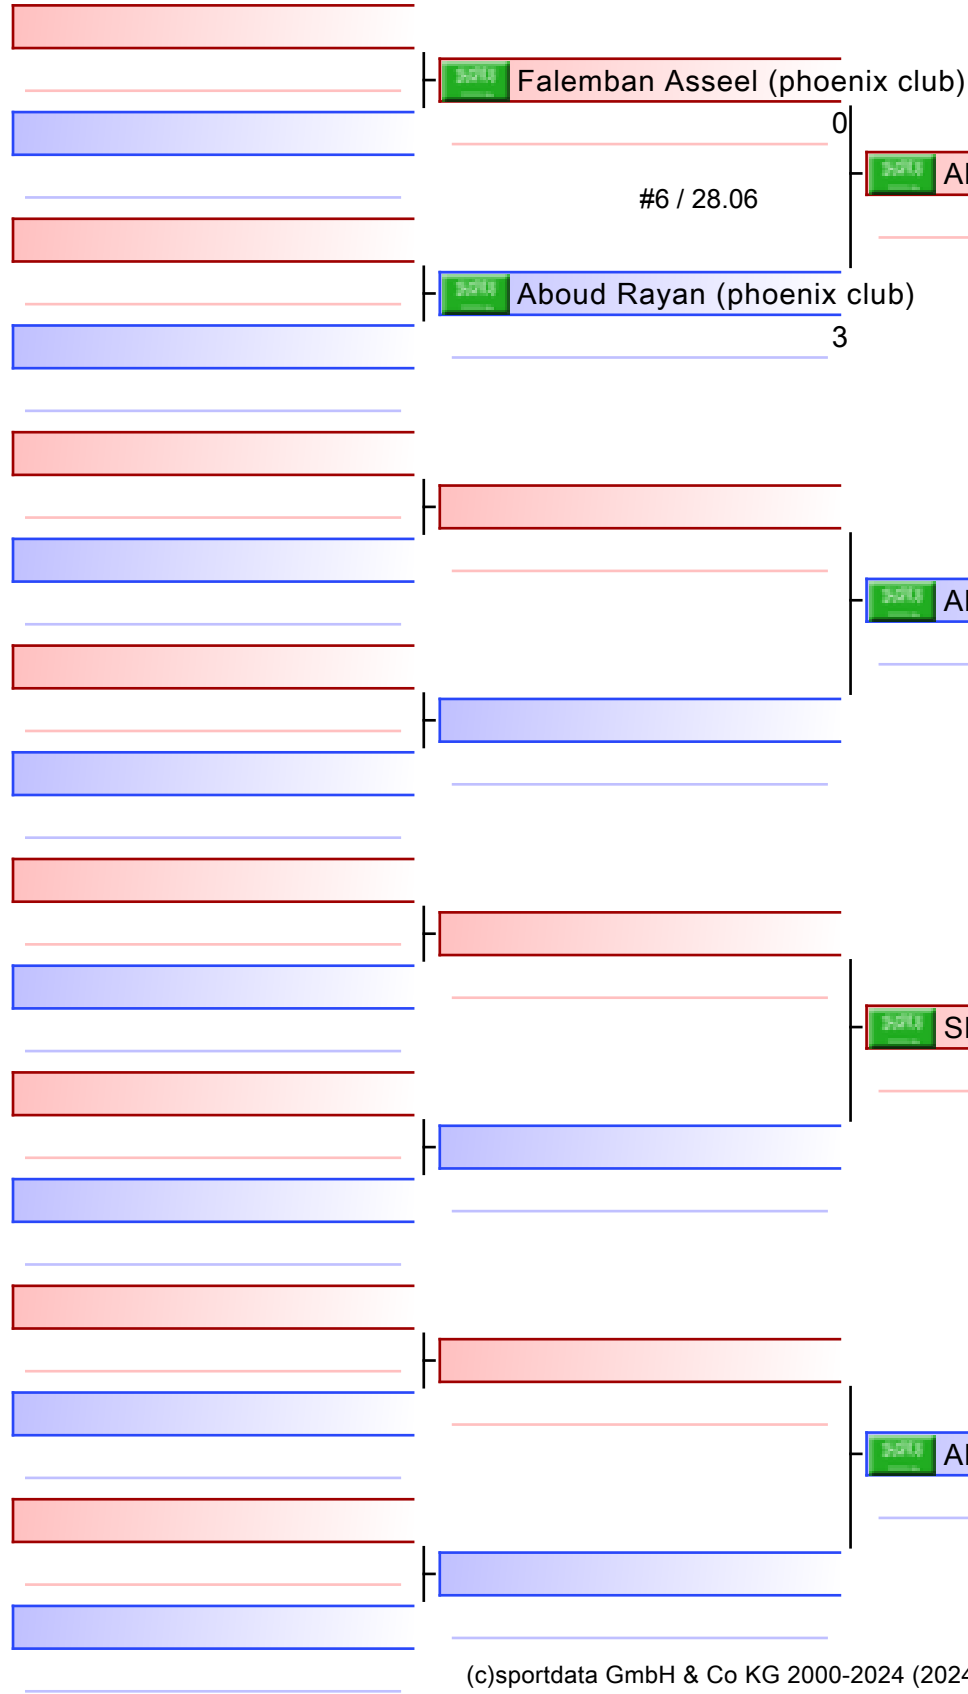 Falemban Asseel (phoenix club)
0
#6 / 28.06
Aboud Rayan (phoenix club)
3
(c)sportdata GmbH & Co KG 2000-2024 (2024